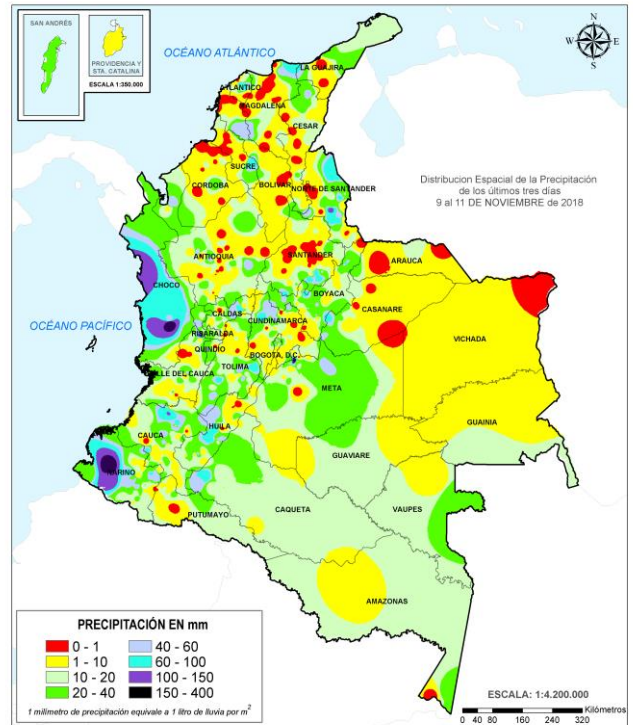 SAN ANDRÉS
PROVIDENCIA Y
STA. CATALINA
ESCALA 1:350.000
OCÉANO ATLÁNTICO
N
W E
S
LA GUAJIRA
ATLANTICO
MAGDALENA
CESAR
SUCRE
CORDOBA
BOLIVAR
NORTE DE SANTANDER
Distribucion Espacial de la Precipitación
de los últimos tres días
9 al 11 DE NOVIEMBRE de 2018
ANTIOQUIA
SANTANDER
ARAUCA
CHOCO
BOYACA
CASANARE
OCÉANO PACÍFICO
CALDAS
CUNDINAMARCA
RISARALDA
VICHADA
QUINDIO
BOGOTA, D.C.
VALLE DEL CAUCA
TOLIMA
META
GUAINIA
HUILA
CAUCA
GUAVIARE
NARIÑO
CAQUETA
VAUPES
PUTUMAYO
AMAZONAS
PRECIPITACIÓN EN mm
0 - 1 40 - 60
1 - 10 60 - 100
10 - 20 100 - 150
20 - 40 150 - 400
1 milímetro de precipitación equivale a 1 litro de lluvia por m²
ESCALA: 1:4.200.000
Kilómetros
0 40 80 160 240 320